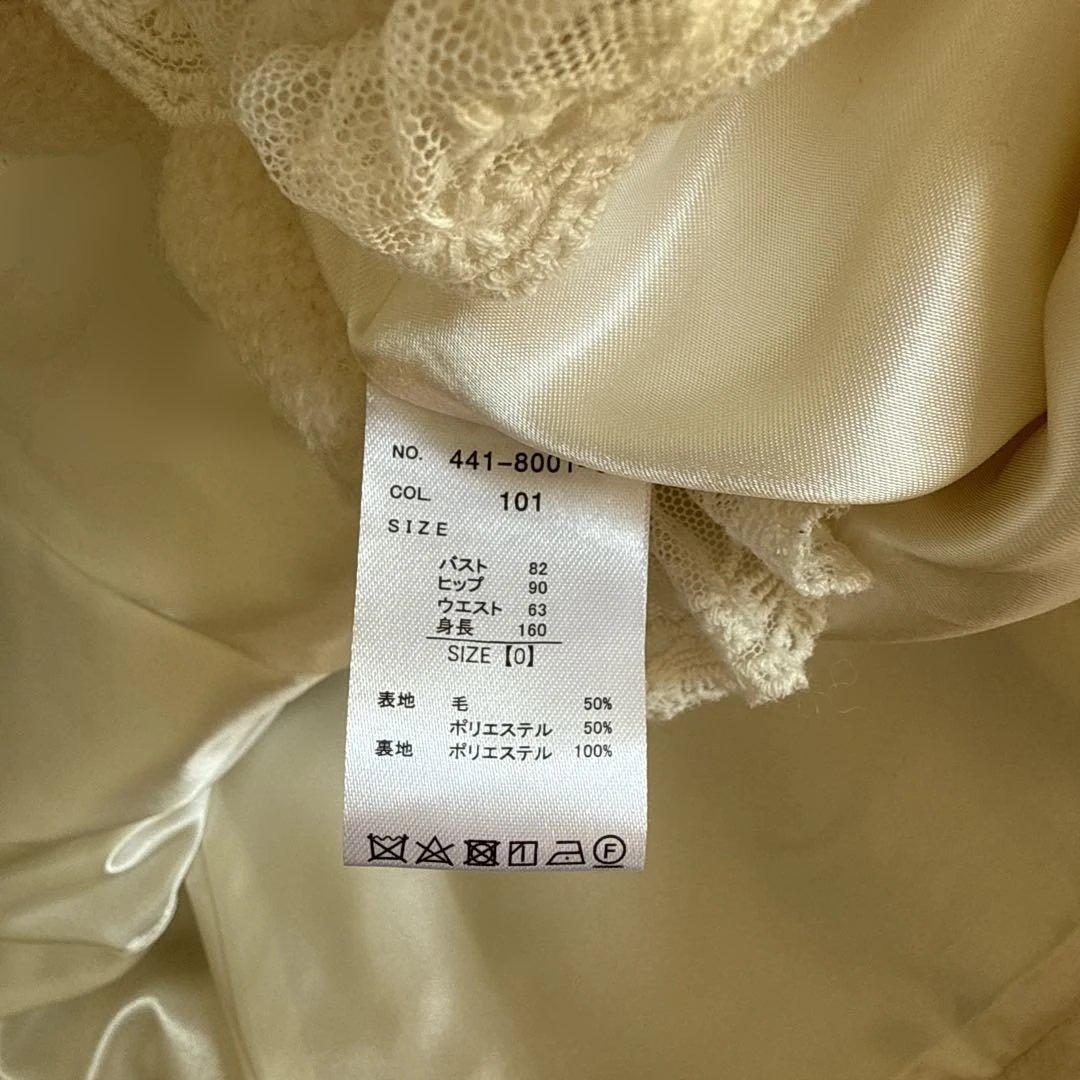 NO. 441-8001-
COL. 101
SIZE
バスト 82
ヒップ 90
ウエスト 63
身長 160
SIZE【0】
表地 毛 50%
ポリエステル 50%
裏地 ポリエステル 100%
F